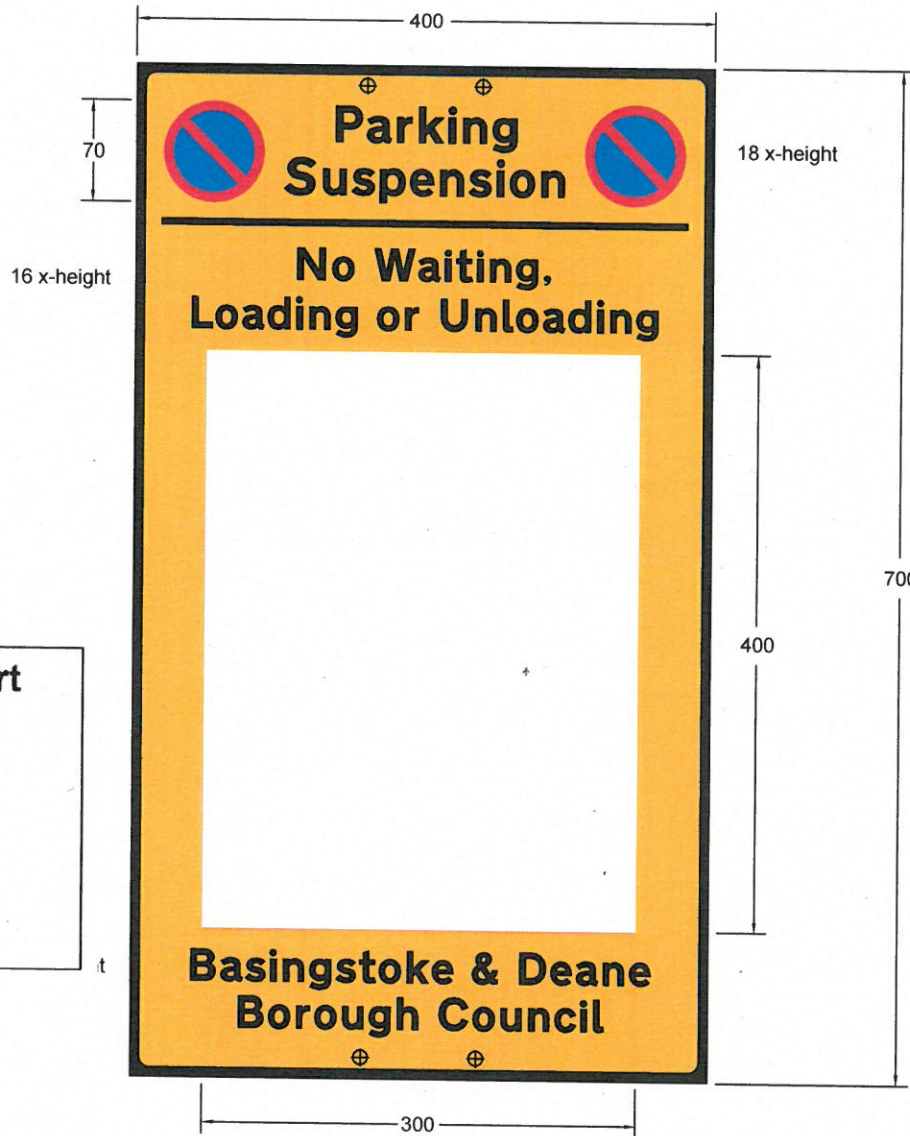 400
70
Parking
Suspension
18 x-height
16 x-height
No Waiting,
Loading or Unloading
700
400
rt
t
Basingstoke & Deane
Borough Council
300